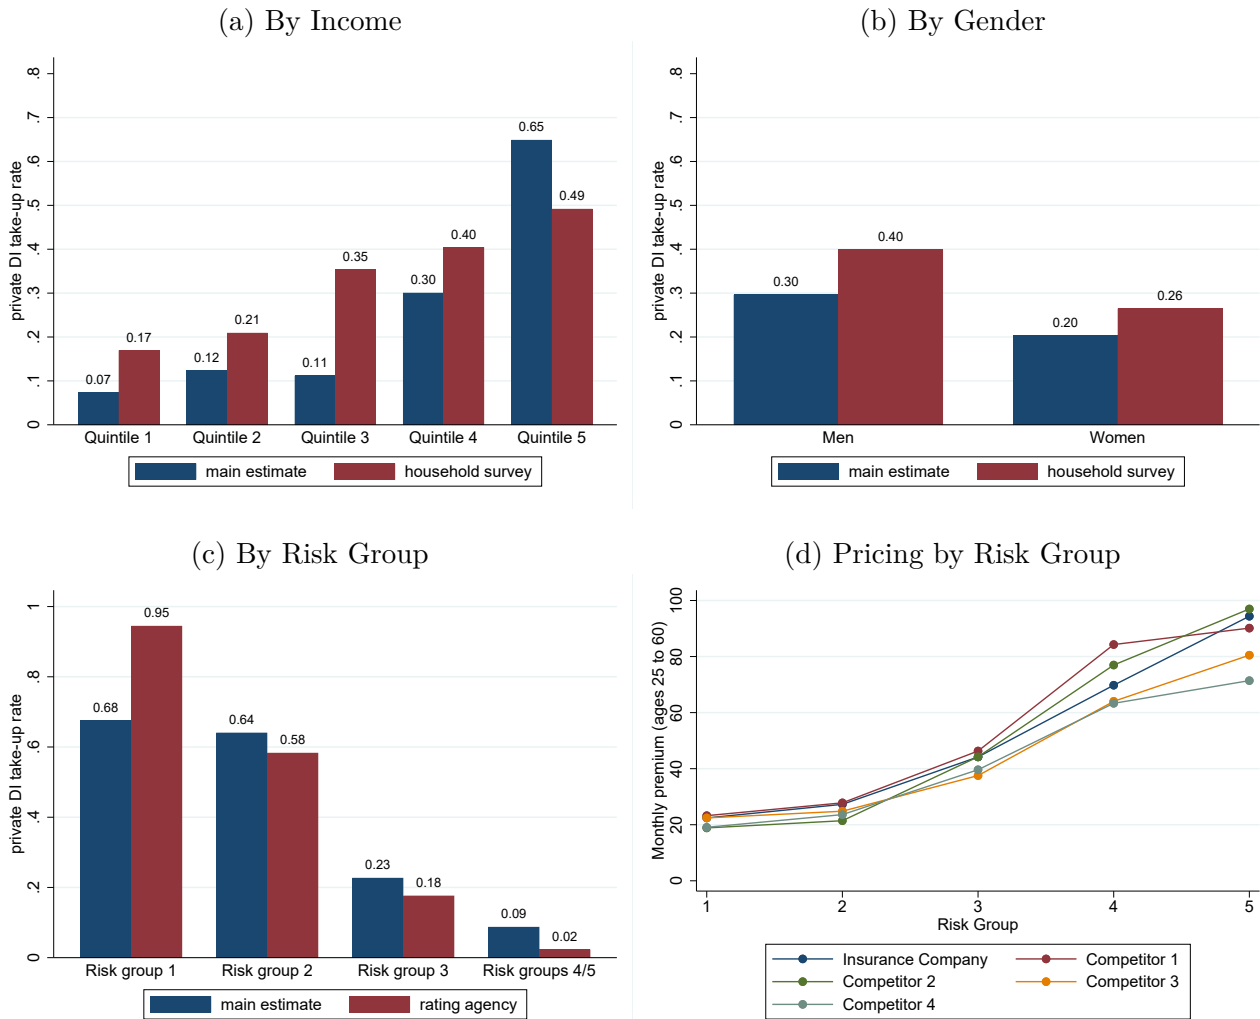 (a) By Income
private DI take-up rate
.8
.7
.6
.5
.4
.3
.2
.1
0
0.07
0.17
0.12
0.21
0.11
0.35
0.30
0.40
0.65
0.49
Quintile 1
Quintile 2
Quintile 3
Quintile 4
Quintile 5
main estimate
household survey
(b) By Gender
private DI take-up rate
.8
.7
.6
.5
.4
.3
.2
.1
0
0.30
0.40
0.20
0.26
Men
Women
main estimate
household survey
(c) By Risk Group
private DI take-up rate
1
.8
.6
.4
.2
0
0.68
0.95
0.64
0.58
0.23
0.18
0.09
0.02
Risk group 1
Risk group 2
Risk group 3
Risk groups 4/5
main estimate
rating agency
(d) Pricing by Risk Group
Monthly premium (ages 25 to 60)
100
80
60
40
20
0
1
2
3
4
5
Risk Group
Insurance Company
Competitor 1
Competitor 2
Competitor 3
Competitor 4